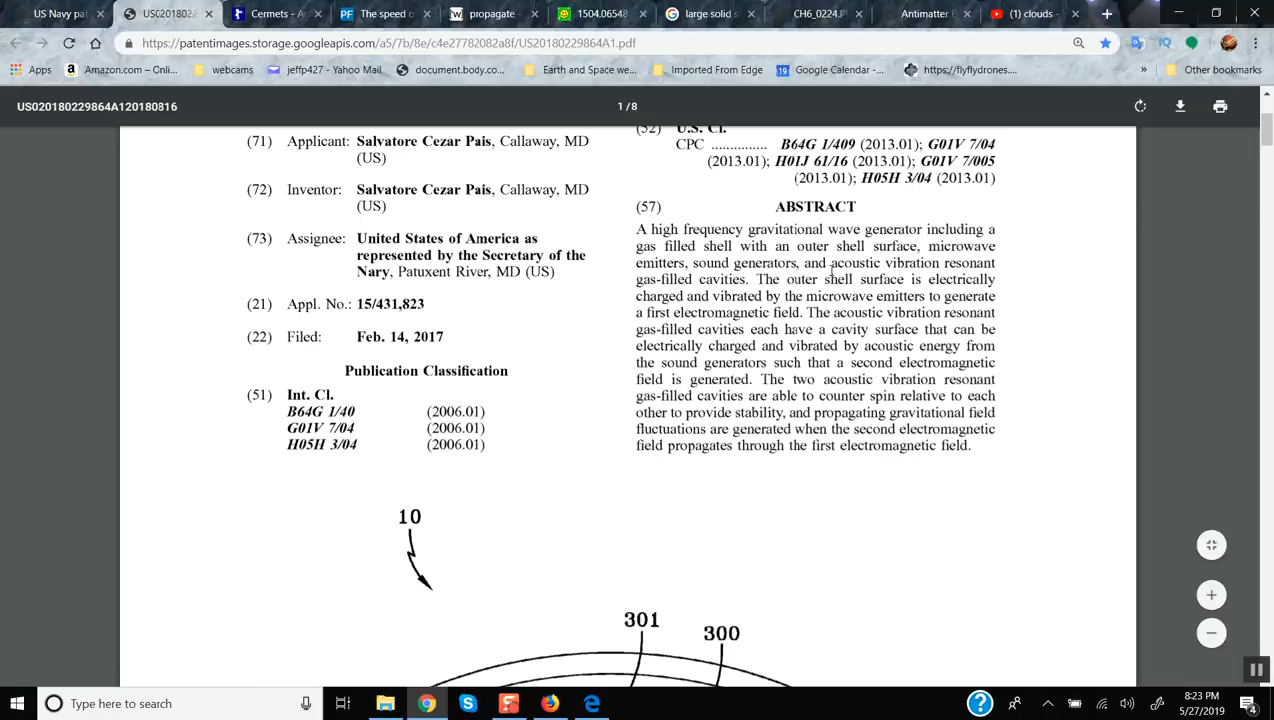 US Navy pa
US0201802
Cermets - A
The speed o
propagate -
1504.06548
large solid s
CH6_0224.P
Antimatter E
(1) clouds -
https://patentimages.storage.googleapis.com/a5/7b/8e/c4e27782082a8f/US20180229864A1.pdf
Apps
Amazon.com – Onli...
webcams
jeffp427 - Yahoo Mail
document.body.co...
Earth and Space we...
Imported From Edge
Google Calendar -...
https://flyflydrones....
»
Other bookmarks
US020180229864A120180816
1 / 8
(71) Applicant: Salvatore Cezar Pais, Callaway, MD
(US)
(72) Inventor: Salvatore Cezar Pais, Callaway, MD
(US)
(73) Assignee: United States of America as
represented by the Secretary of the
Nary, Patuxent River, MD (US)
(21) Appl. No.: 15/431,823
(22) Filed: Feb. 14, 2017
Publication Classification
(51) Int. Cl.
B64G 1/40 (2006.01)
G01V 7/04 (2006.01)
H05H 3/04 (2006.01)
(52) U.S. Cl.
CPC ............... B64G 1/409 (2013.01); G01V 7/04
(2013.01); H01J 61/16 (2013.01); G01V 7/005
(2013.01); H05H 3/04 (2013.01)
(57) ABSTRACT
A high frequency gravitational wave generator including a
gas filled shell with an outer shell surface, microwave
emitters, sound generators, and acoustic vibration resonant
gas-filled cavities. The outer shell surface is electrically
charged and vibrated by the microwave emitters to generate
a first electromagnetic field. The acoustic vibration resonant
gas-filled cavities each have a cavity surface that can be
electrically charged and vibrated by acoustic energy from
the sound generators such that a second electromagnetic
field is generated. The two acoustic vibration resonant
gas-filled cavities are able to counter spin relative to each
other to provide stability, and propagating gravitational field
fluctuations are generated when the second electromagnetic
field propagates through the first electromagnetic field.
10
301
300
Type here to search
8:23 PM
5/27/2019
4